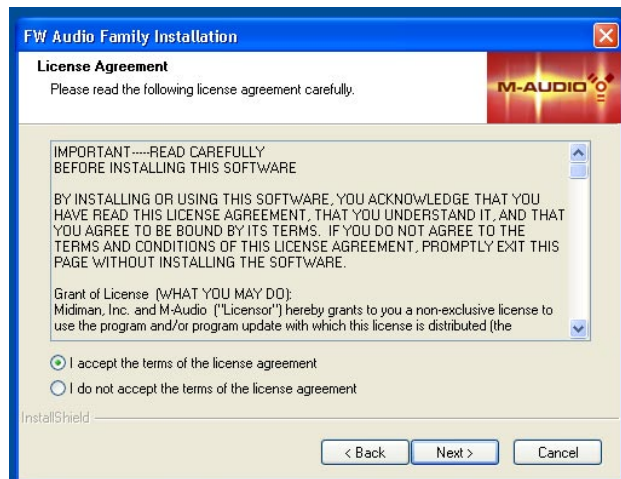 FW Audio Family Installation
License Agreement
Please read the following license agreement carefully.
M-AUDIO
IMPORTANT-----READ CAREFULLY
BEFORE INSTALLING THIS SOFTWARE
BY INSTALLING OR USING THIS SOFTWARE, YOU ACKNOWLEDGE THAT YOU
HAVE READ THIS LICENSE AGREEMENT, THAT YOU UNDERSTAND IT, AND THAT
YOU AGREE TO BE BOUND BY ITS TERMS.  IF YOU DO NOT AGREE TO THE
TERMS AND CONDITIONS OF THIS LICENSE AGREEMENT, PROMPTLY EXIT THIS
PAGE WITHOUT INSTALLING THE SOFTWARE.
Grant of License  (WHAT YOU MAY DO):
Midiman, Inc. and M-Audio  ("Licensor") hereby grants to you a non-exclusive license to
use the program and/or program update with which this license is distributed (the
I accept the terms of the license agreement
I do not accept the terms of the license agreement
InstallShield
< Back
Next >
Cancel